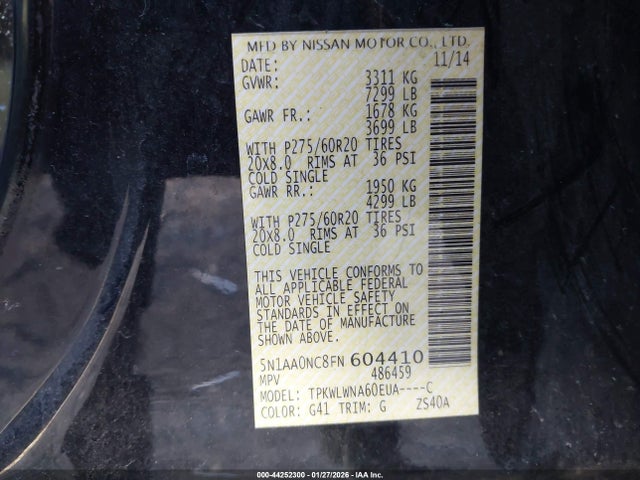 MFD BY NISSAN MOTOR CO., LTD.
DATE: 11/14
GVWR: 3311 KG
7299 LB
GAWR FR.: 1678 KG
3699 LB
WITH P275/60R20 TIRES
20x8.0 RIMS AT 36 PSI
COLD SINGLE
GAWR RR.: 1950 KG
4299 LB
WITH P275/60R20 TIRES
20x8.0 RIMS AT 36 PSI
COLD SINGLE
THIS VEHICLE CONFORMS TO
ALL APPLICABLE FEDERAL
MOTOR VEHICLE SAFETY
STANDARDS IN EFFECT ON
THE DATE OF MANUFACTURE
SHOWN ABOVE.
5N1AA0NC8FN 604410
MPV 486459
MODEL: TPKWLWNA60EUA----C
COLOR: G41 TRIM: G ZS40A
000-44252300 - 01/27/2026 - IAA Inc.